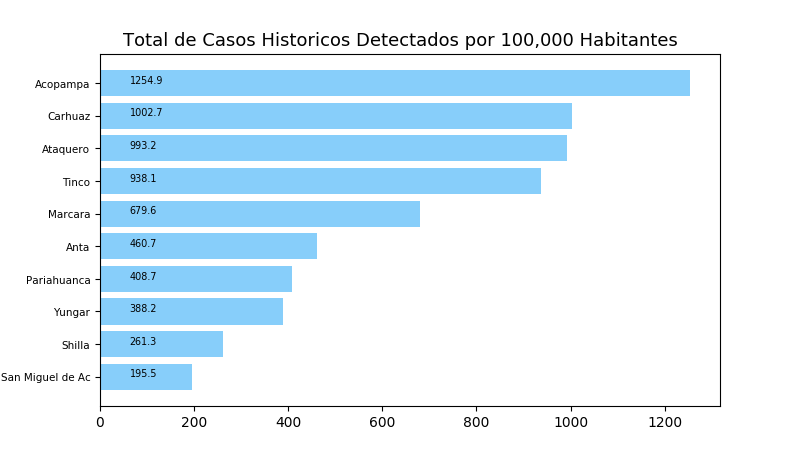 Total de Casos Historicos Detectados por 100,000 Habitantes
Acopampa 1254.9
Carhuaz 1002.7
Ataquero 993.2
Tinco 938.1
Marcara 679.6
Anta 460.7
Pariahuanca 408.7
Yungar 388.2
Shilla 261.3
San Miguel de Ac 195.5
0 200 400 600 800 1000 1200